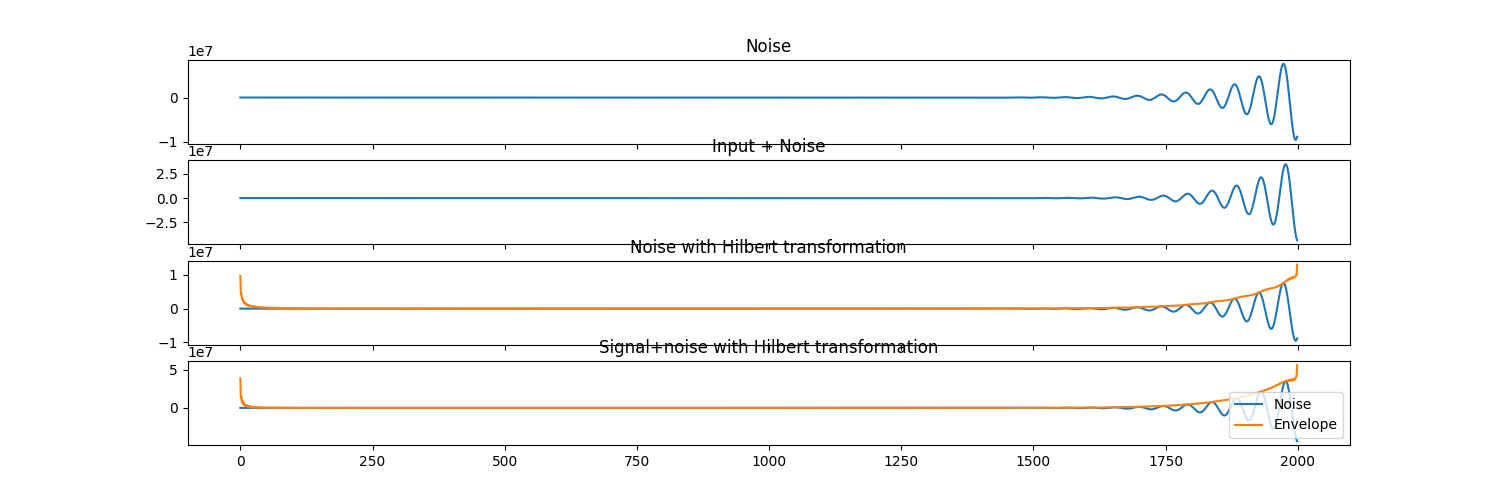 Noise
1e7
0
−1
Input + Noise
1e7
2.5
0.0
−2.5
Noise with Hilbert transformation
1e7
1
0
−1
Signal+noise with Hilbert transformation
1e7
5
0
Noise
Envelope
0 250 500 750 1000 1250 1500 1750 2000